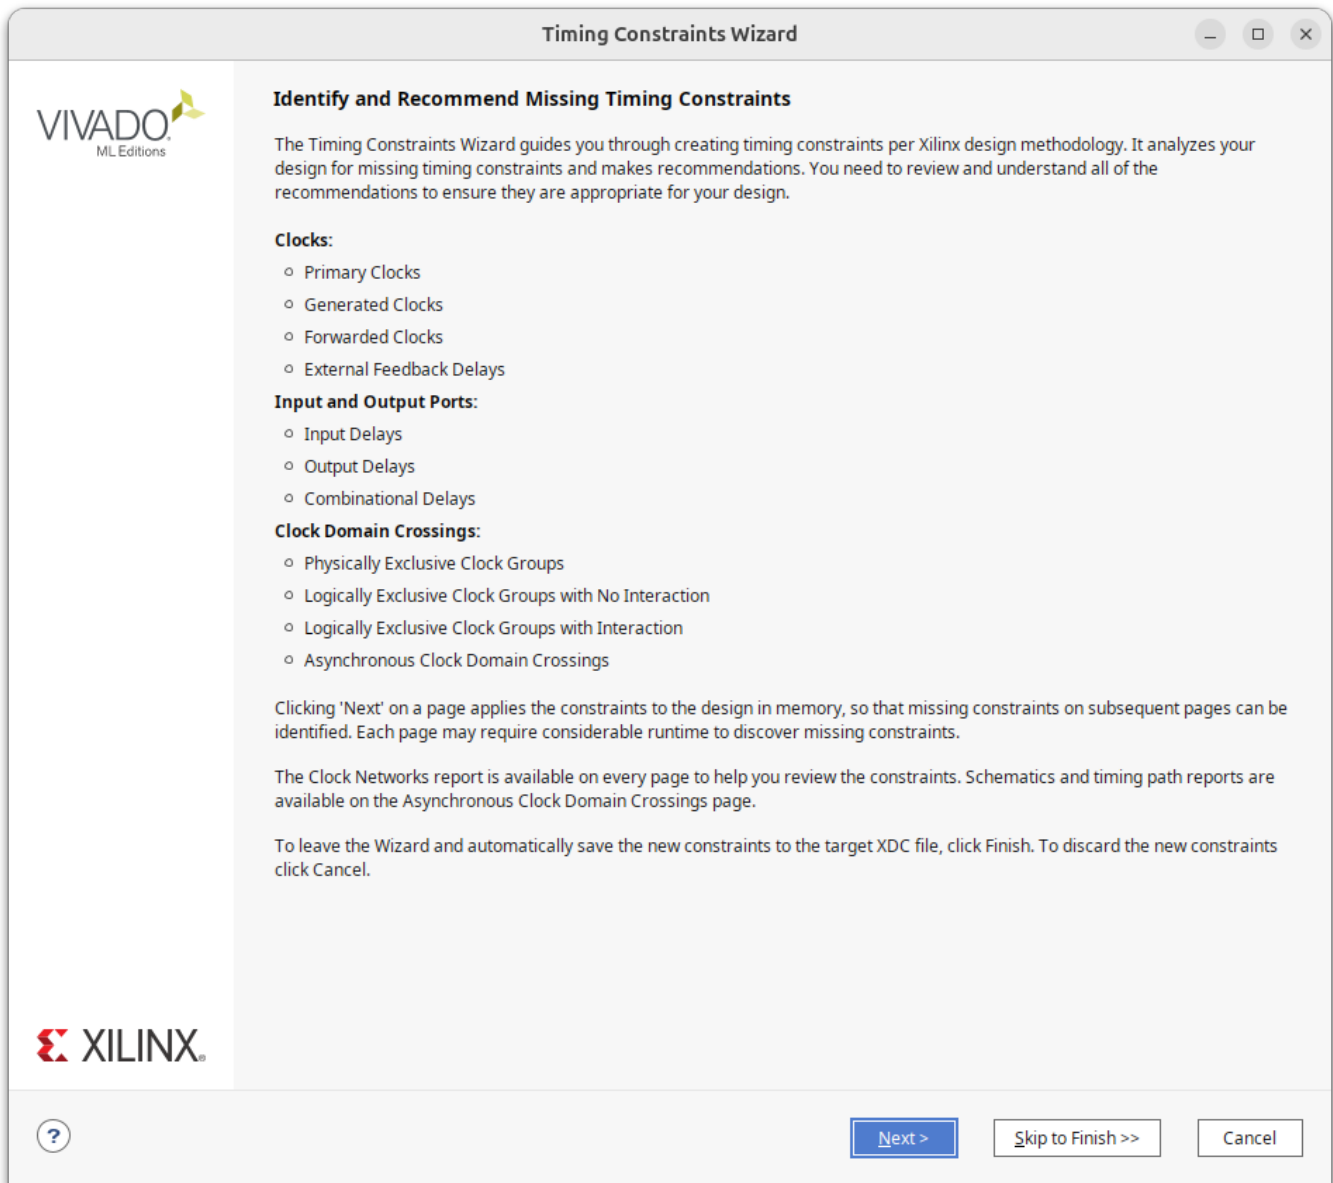 Timing Constraints Wizard
VIVADO.
ML Editions
Identify and Recommend Missing Timing Constraints
The Timing Constraints Wizard guides you through creating timing constraints per Xilinx design methodology. It analyzes your
design for missing timing constraints and makes recommendations. You need to review and understand all of the
recommendations to ensure they are appropriate for your design.
Clocks:
Primary Clocks
Generated Clocks
Forwarded Clocks
External Feedback Delays
Input and Output Ports:
Input Delays
Output Delays
Combinational Delays
Clock Domain Crossings:
Physically Exclusive Clock Groups
Logically Exclusive Clock Groups with No Interaction
Logically Exclusive Clock Groups with Interaction
Asynchronous Clock Domain Crossings
Clicking 'Next' on a page applies the constraints to the design in memory, so that missing constraints on subsequent pages can be
identified. Each page may require considerable runtime to discover missing constraints.
The Clock Networks report is available on every page to help you review the constraints. Schematics and timing path reports are
available on the Asynchronous Clock Domain Crossings page.
To leave the Wizard and automatically save the new constraints to the target XDC file, click Finish. To discard the new constraints
click Cancel.
XILINX.
?
Next >
Skip to Finish >>
Cancel